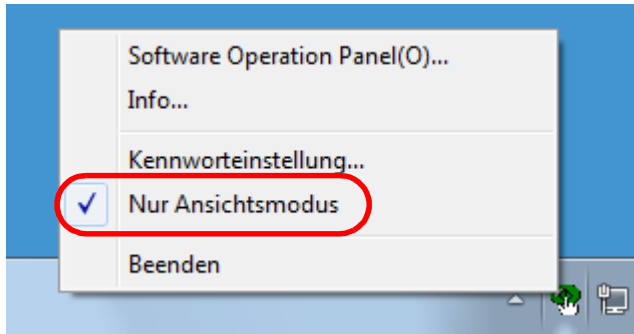 Software Operation Panel(O)...
Info...
Kennworteinstellung...
Nur Ansichtsmodus
Beenden